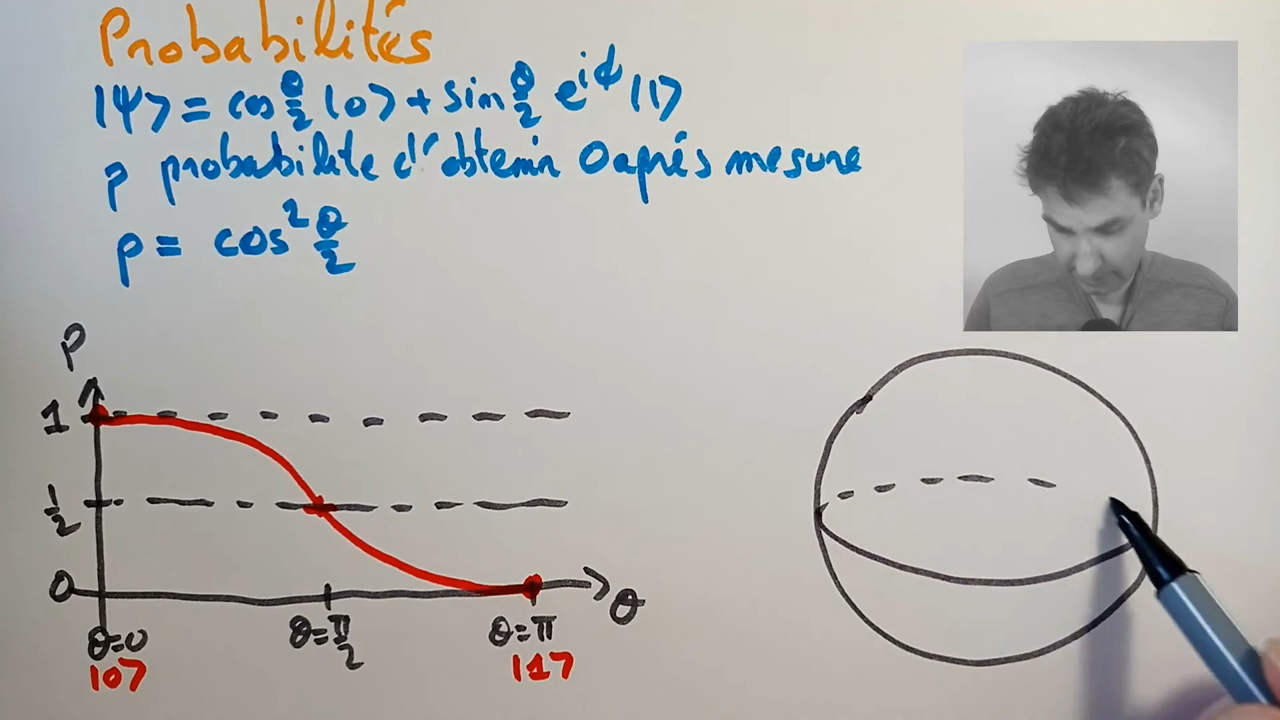 Probabilités
|ψ> = cos θ/2 |0> + sin θ/2 e^iϕ |1>
p probabilité d'obtenir 0 après mesure
p = cos² θ/2
P
1
1/2
0
θ
θ=0
θ=π/2
θ=π
|0>
|1>